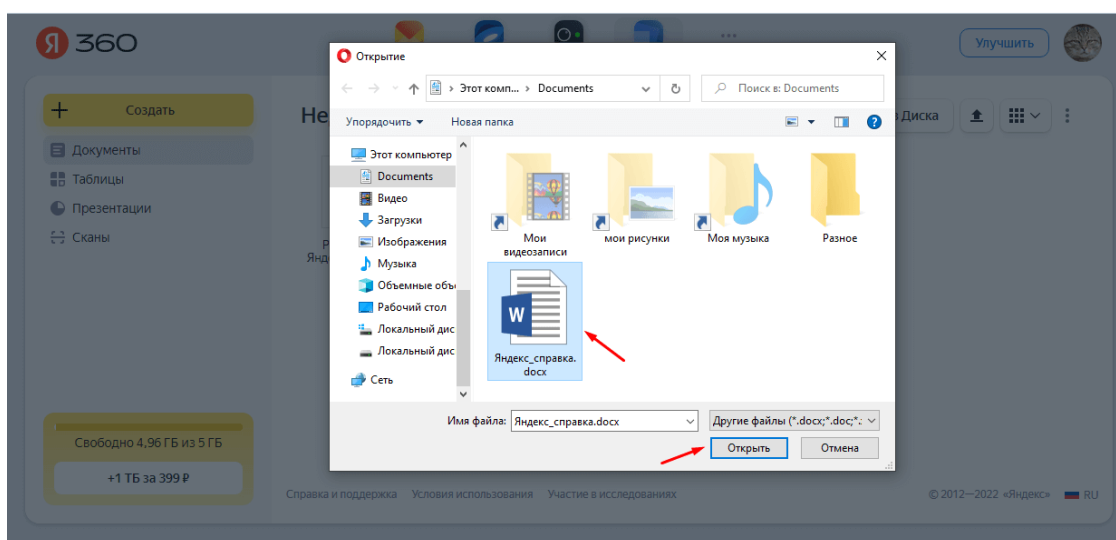 Я 360
Улучшить
Создать
Документы
Таблицы
Презентации
Сканы
Не
Диска
Янд
Свободно 4,96 ГБ из 5 ГБ
+1 ТБ за 399 ₽
Справка и поддержка Условия использования Участие в исследованиях
© 2012—2022 «Яндекс» RU
Открытие
Этот комп... › Documents
Поиск в: Documents
Упорядочить Новая папка
Этот компьютер
Documents
Видео
Загрузки
Изображения
Музыка
Объемные объ
Рабочий стол
Локальный дис
Локальный дис
Сеть
Мои
видеозаписи
мои рисунки
Моя музыка
Разное
W
Яндекс_справка.
docx
Имя файла: Яндекс_справка.docx
Другие файлы (*.docx;*.doc;*.:
Открыть
Отмена